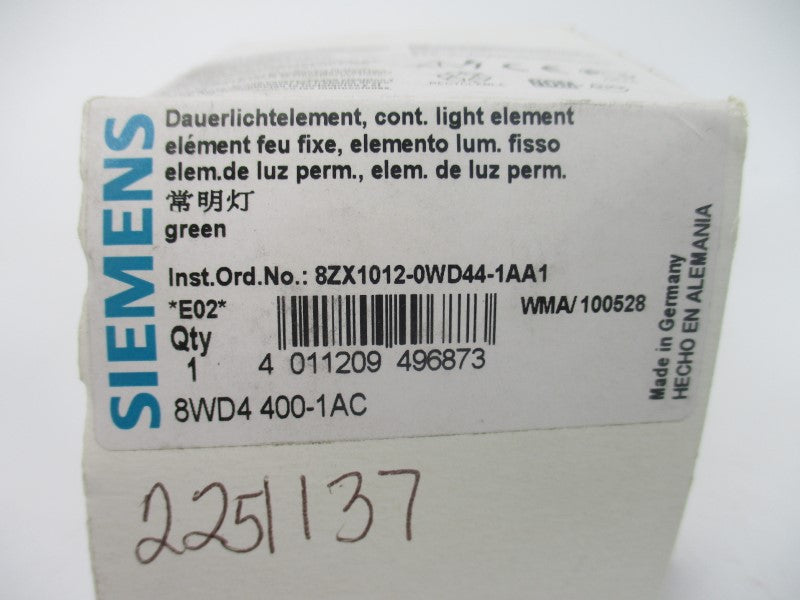 SIEMENS
Dauerlichtelement, cont. light element
elément feu fixe, elemento lum. fisso
elem.de luz perm., elem. de luz perm.
常明灯
green
Inst.Ord.No.: 8ZX1012-0WD44-1AA1
*E02*
WMA/100528
Qty
1
4 011209 496873
8WD4 400-1AC
Made in Germany
HECHO EN ALEMANIA
2251137